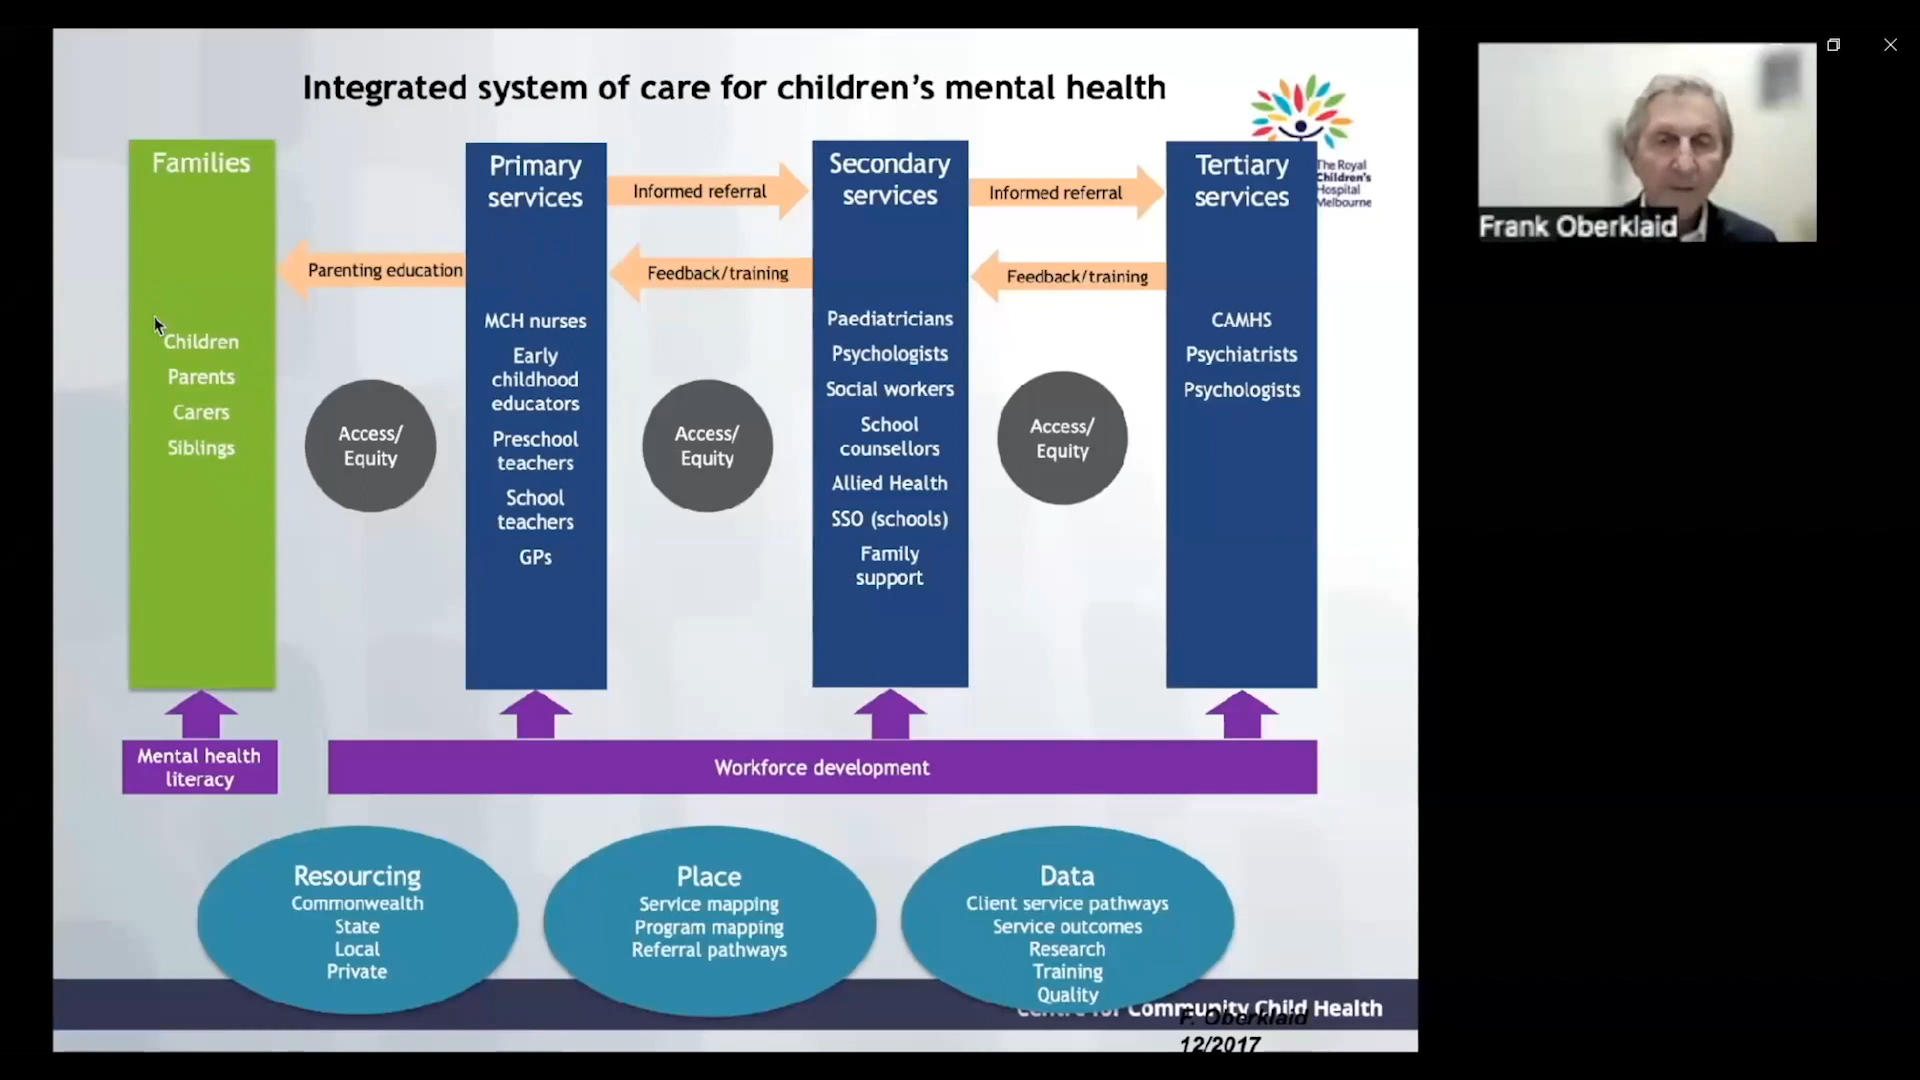 Integrated system of care for children's mental health
The Royal
Children's
Hospital
Melbourne
Frank Oberklaid
Families
Children
Parents
Carers
Siblings
Parenting education
Access/
Equity
Primary
services
MCH nurses
Early
childhood
educators
Preschool
teachers
School
teachers
GPs
Informed referral
Feedback/training
Access/
Equity
Secondary
services
Paediatricians
Psychologists
Social workers
School
counsellors
Allied Health
SSO (schools)
Family
support
Informed referral
Feedback/training
Access/
Equity
Tertiary
services
CAMHS
Psychiatrists
Psychologists
Mental health
literacy
Workforce development
Resourcing
Commonwealth
State
Local
Private
Place
Service mapping
Program mapping
Referral pathways
Data
Client service pathways
Service outcomes
Research
Training
Quality
Centre for Community Child Health
F. Oberklaid
12/2017